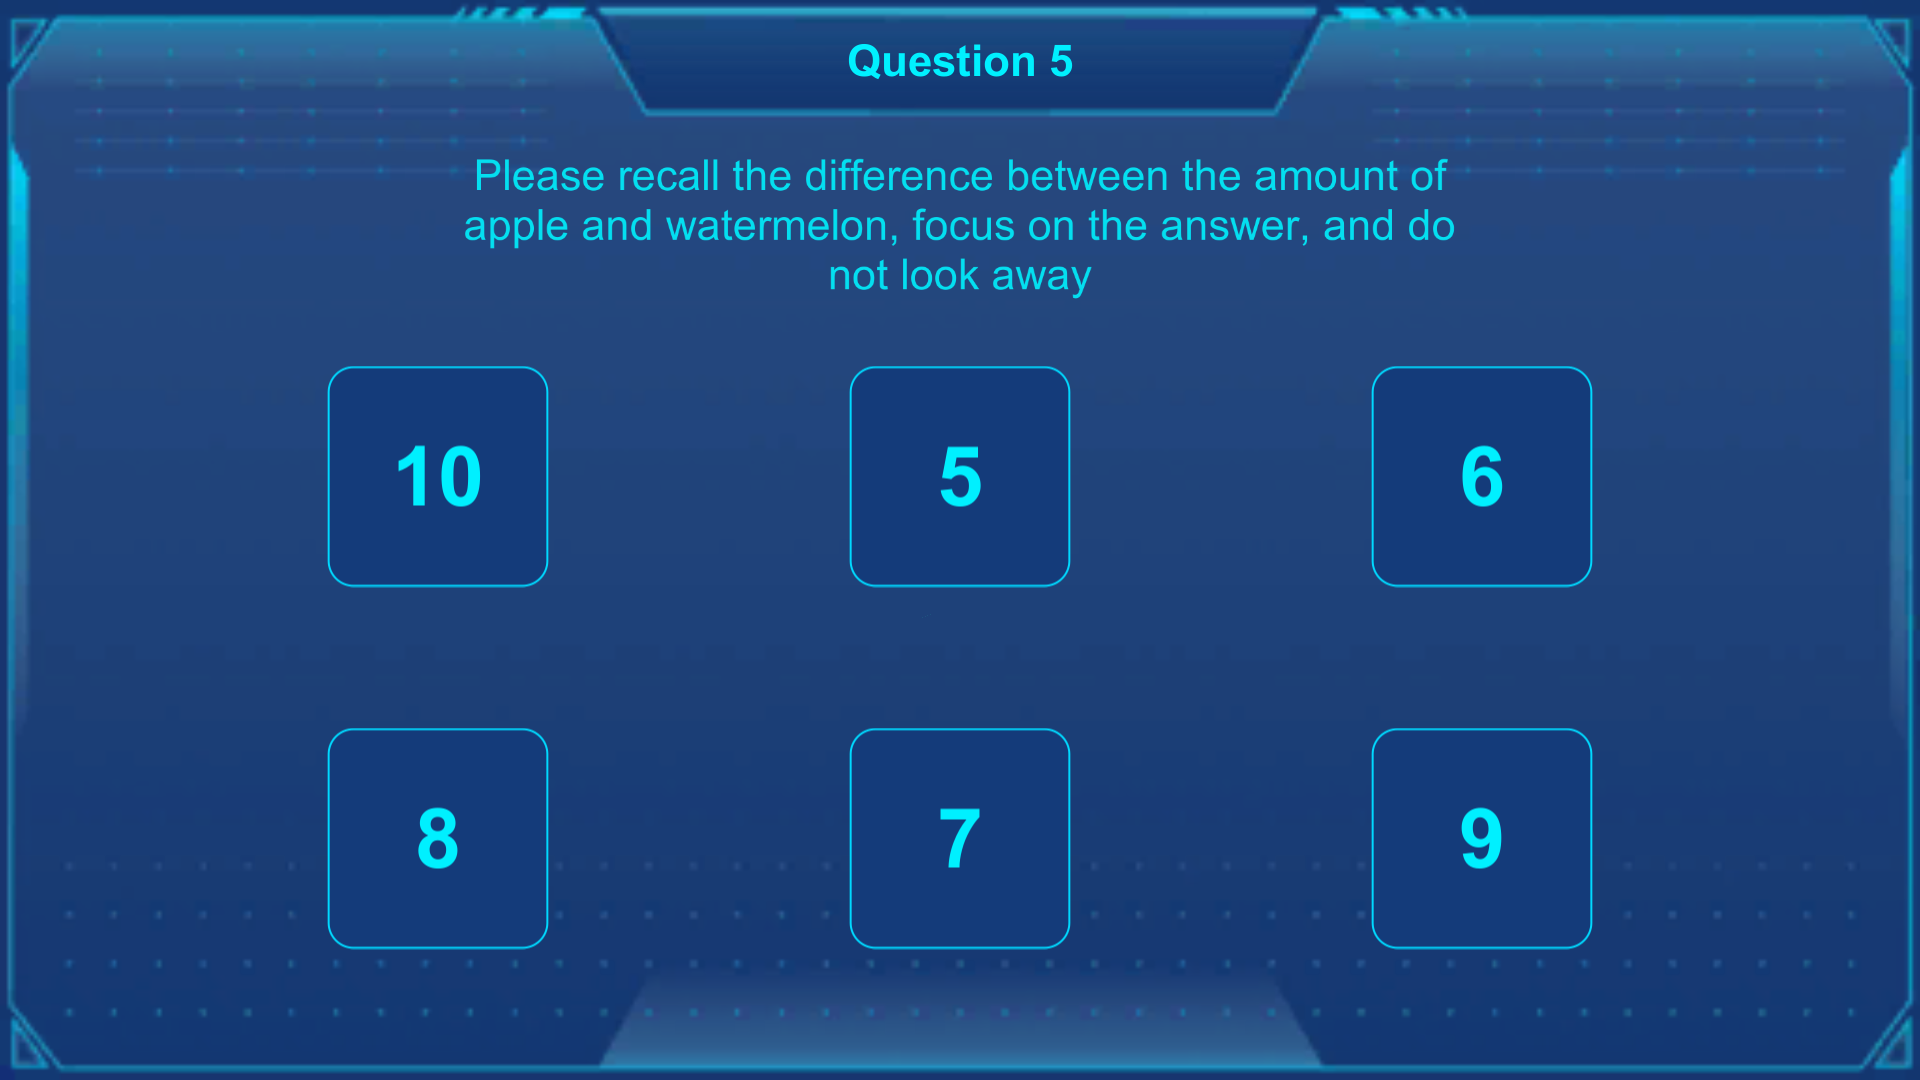 Question 5
Please recall the difference between the amount of
apple and watermelon, focus on the answer, and do
not look away
10 5 6
8 7 9